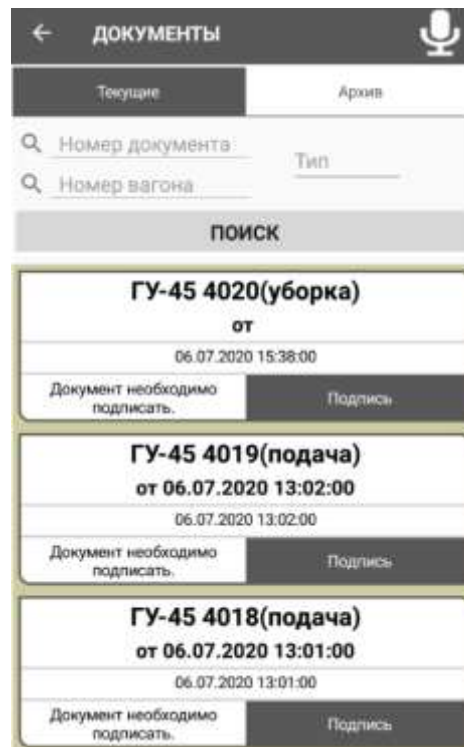 ДОКУМЕНТЫ
Текущие Архив
Номер документа
Тип
Номер вагона
ПОИСК
ГУ-45 4020(уборка)
от
06.07.2020 15:38:00
Документ необходимо
подписать.
Подпись
ГУ-45 4019(подача)
от 06.07.2020 13:02:00
06.07.2020 13:02:00
Документ необходимо
подписать.
Подпись
ГУ-45 4018(подача)
от 06.07.2020 13:01:00
06.07.2020 13:01:00
Документ необходимо
подписать.
Подпись